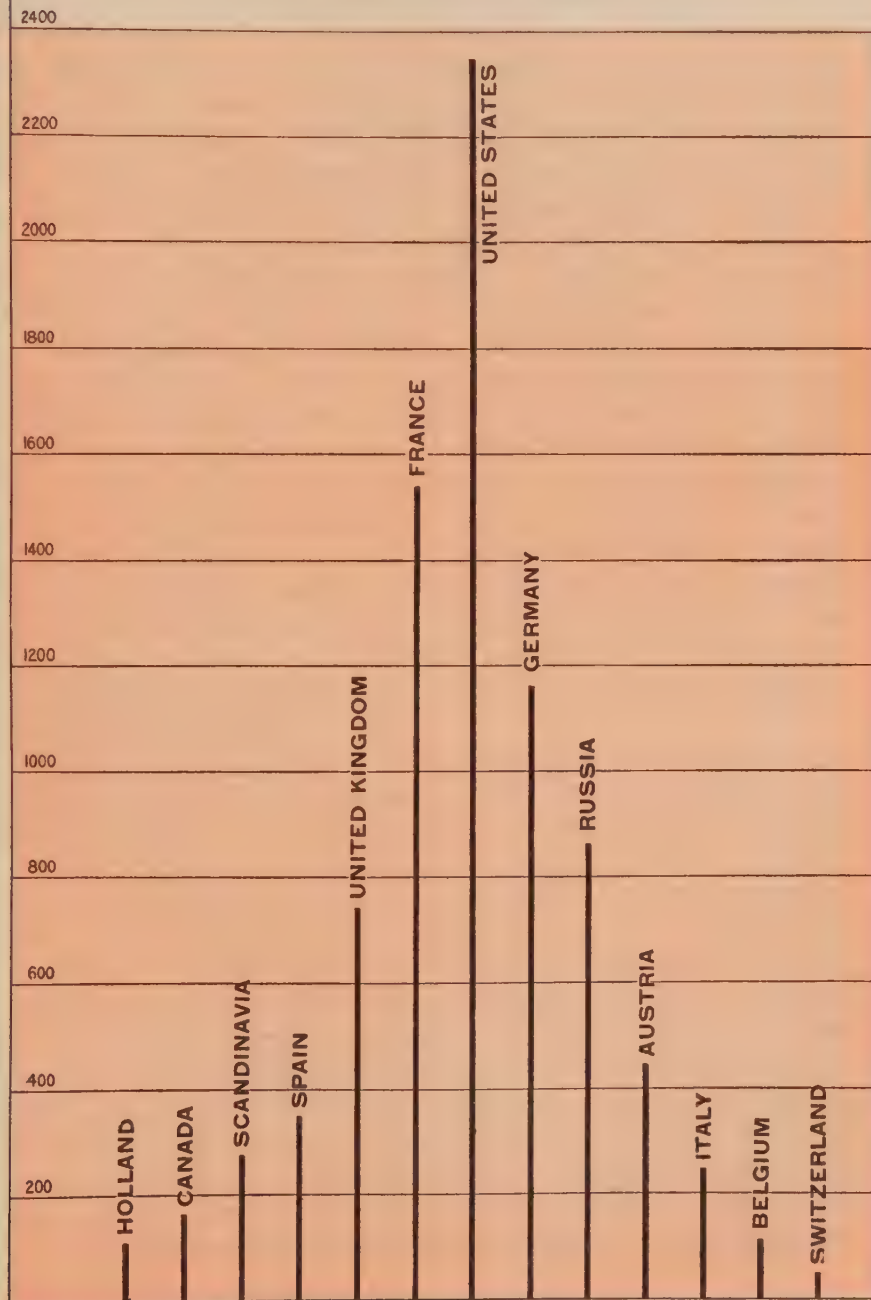 2400
2200
2000
1800
1600
1400
1200
1000
800
600
400
200
HOLLAND
CANADA
SCANDINAVIA
SPAIN
UNITED KINGDOM
FRANCE
UNITED STATES
GERMANY
RUSSIA
AUSTRIA
ITALY
BELGIUM
SWITZERLAND